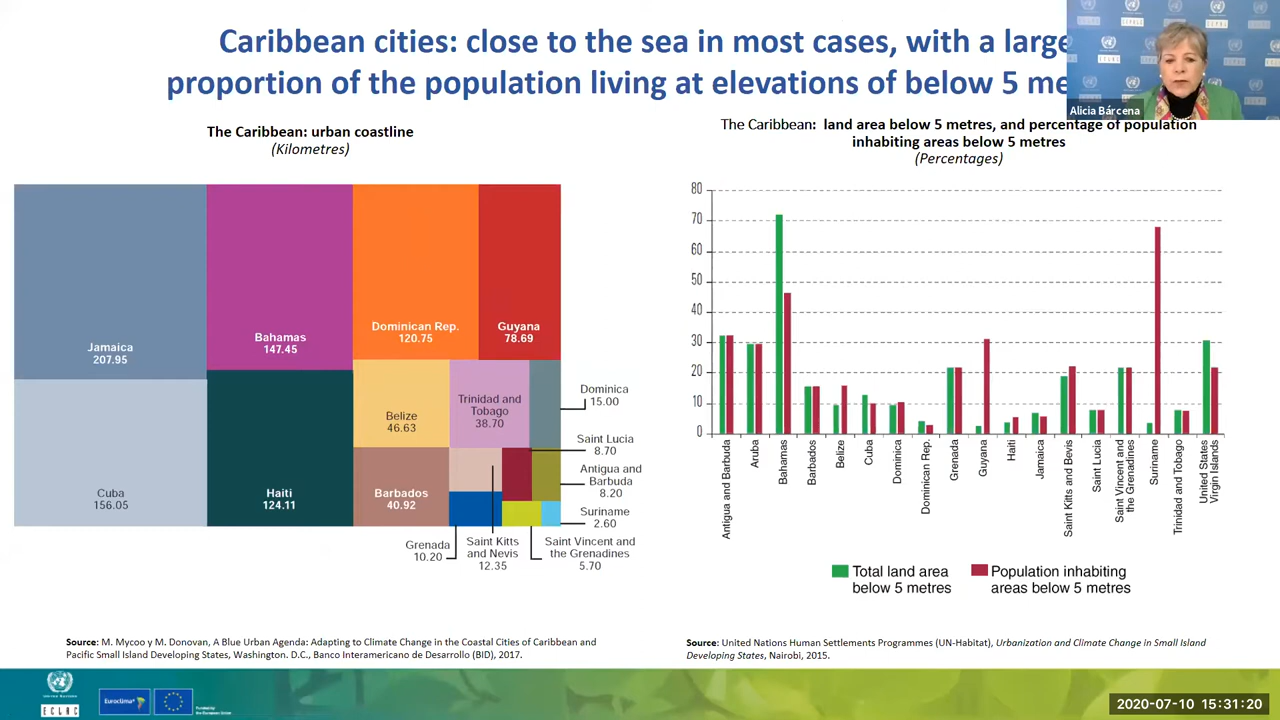 Caribbean cities: close to the sea in most cases, with a large
proportion of the population living at elevations of below 5 me
Alicia Bárcena
The Caribbean: urban coastline
(Kilometres)
Jamaica
207.95
Bahamas
147.45
Dominican Rep.
120.75
Guyana
78.69
Cuba
156.05
Haiti
124.11
Belize
46.63
Trinidad and
Tobago
38.70
Barbados
40.92
Dominica
15.00
Saint Lucia
8.70
Antigua and
Barbuda
8.20
Suriname
2.60
Grenada
10.20
Saint Kitts
and Nevis
12.35
Saint Vincent and
the Grenadines
5.70
Source: M. Mycoo y M. Donovan, A Blue Urban Agenda: Adapting to Climate Change in the Coastal Cities of Caribbean and
Pacific Small Island Developing States, Washington. D.C., Banco Interamericano de Desarrollo (BID), 2017.
The Caribbean: land area below 5 metres, and percentage of population
inhabiting areas below 5 metres
(Percentages)
80
70
60
50
40
30
20
10
0
Antigua and Barbuda
Aruba
Bahamas
Barbados
Belize
Cuba
Dominica
Dominican Rep.
Grenada
Guyana
Haiti
Jamaica
Saint Kitts and Bevis
Saint Lucia
Saint Vincent and
the Grenadines
Suriname
Trinidad and Tobago
United States
Virgin Islands
Total land area
below 5 metres
Population inhabiting
areas below 5 metres
Source: United Nations Human Settlements Programmes (UN-Habitat), Urbanization and Climate Change in Small Island
Developing States, Nairobi, 2015.
UNITED NATIONS
ECLAC
Euroclima+
Funded by
the European Union
2020-07-10 15:31:20